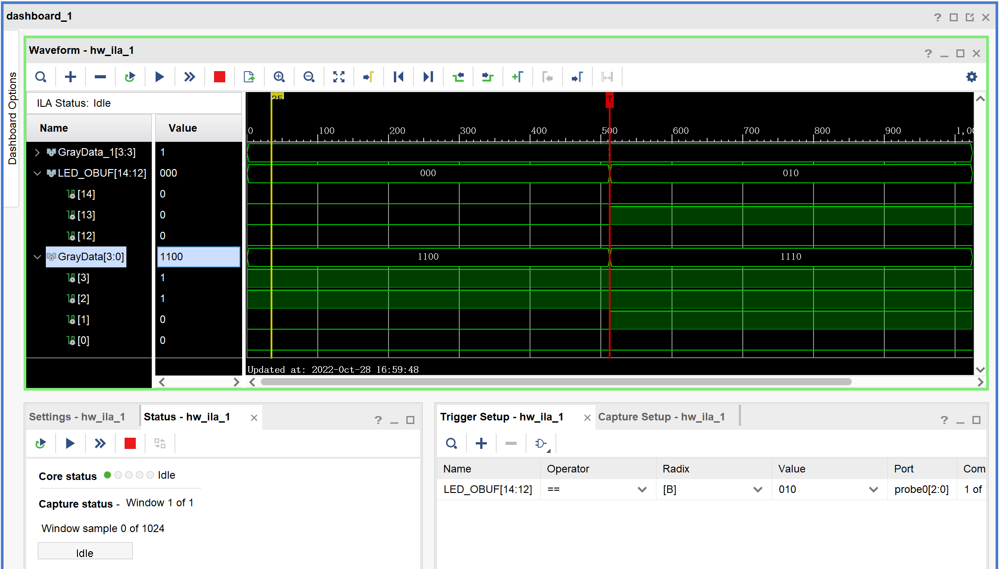 dashboard_1
Dashboard Options
Waveform - hw_ila_1
ILA Status: Idle
Name Value
0 100 200 300 400 500 600 700 800 900
T
GrayData_1[3:3] 1
LED_OBUF[14:12] 000 000 010
[14] 0
[13] 0
[12] 0
GrayData[3:0] 1100 1100 1110
[3] 1
[2] 1
[1] 0
[0] 0
Updated at: 2022-Oct-28 16:59:48
Settings - hw_ila_1 Status - hw_ila_1
Core status Idle
Capture status - Window 1 of 1
Window sample 0 of 1024
Idle
Trigger Setup - hw_ila_1 Capture Setup - hw_ila_1
Name Operator Radix Value Port Com
LED_OBUF[14:12] == [B] 010 probe0[2:0] 1 of